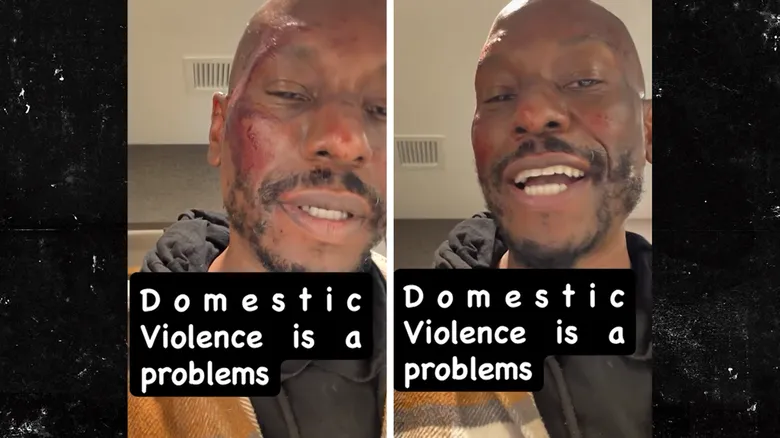 Domestic
Violence is a
problems
Domestic
Violence is a
problems